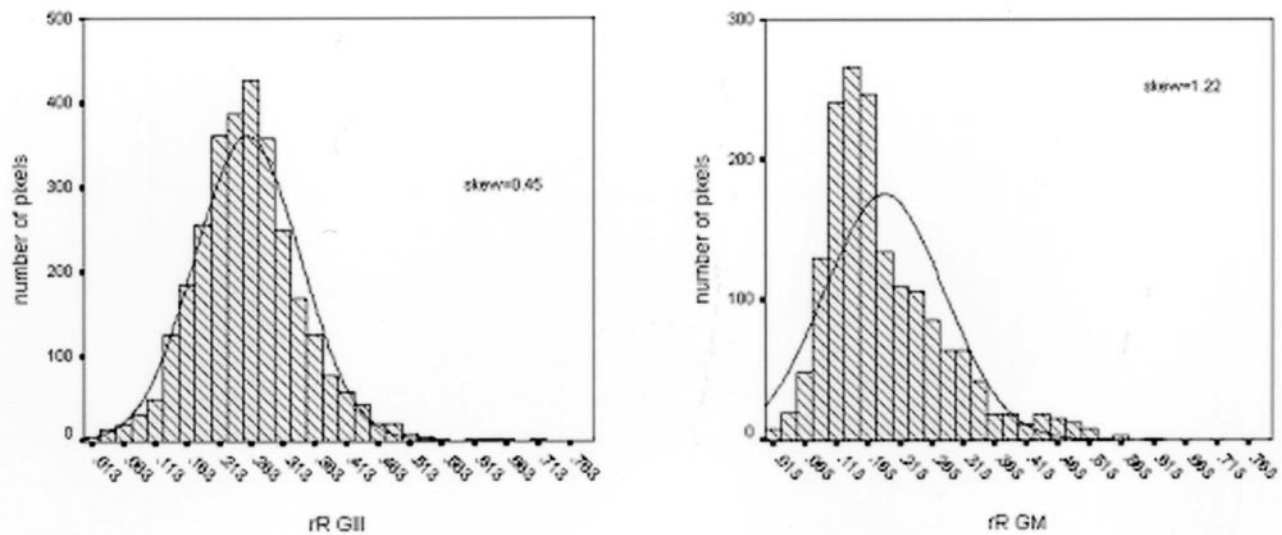 500
400
300
200
100
0
number of pixels
skew=0.45
.013 .063 .113 .163 .213 .263 .313 .363 .413 .463 .513 .563 .613 .663 .713 .763
rR GII
300
200
100
0
number of pixels
skew=1.22
.015 .065 .115 .165 .215 .265 .315 .365 .415 .465 .515 .565 .615 .665 .715 .765
rR GM